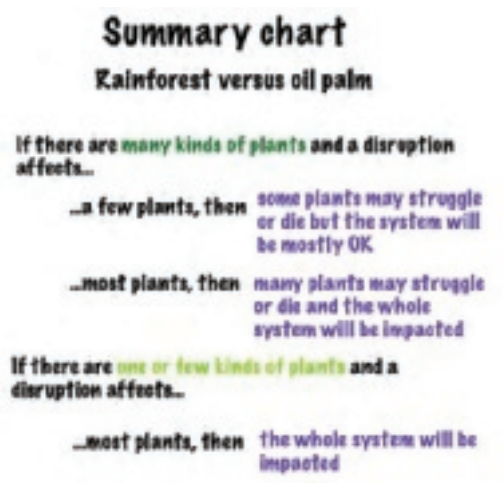 Summary chart
Rainforest versus oil palm
If there are many kinds of plants and a disruption
affects...
...a few plants, then some plants may struggle
or die but the system will
be mostly OK
...most plants, then many plants may struggle
or die and the whole
system will be impacted
If there are one or few kinds of plants and a
disruption affects...
...most plants, then the whole system will be
impacted